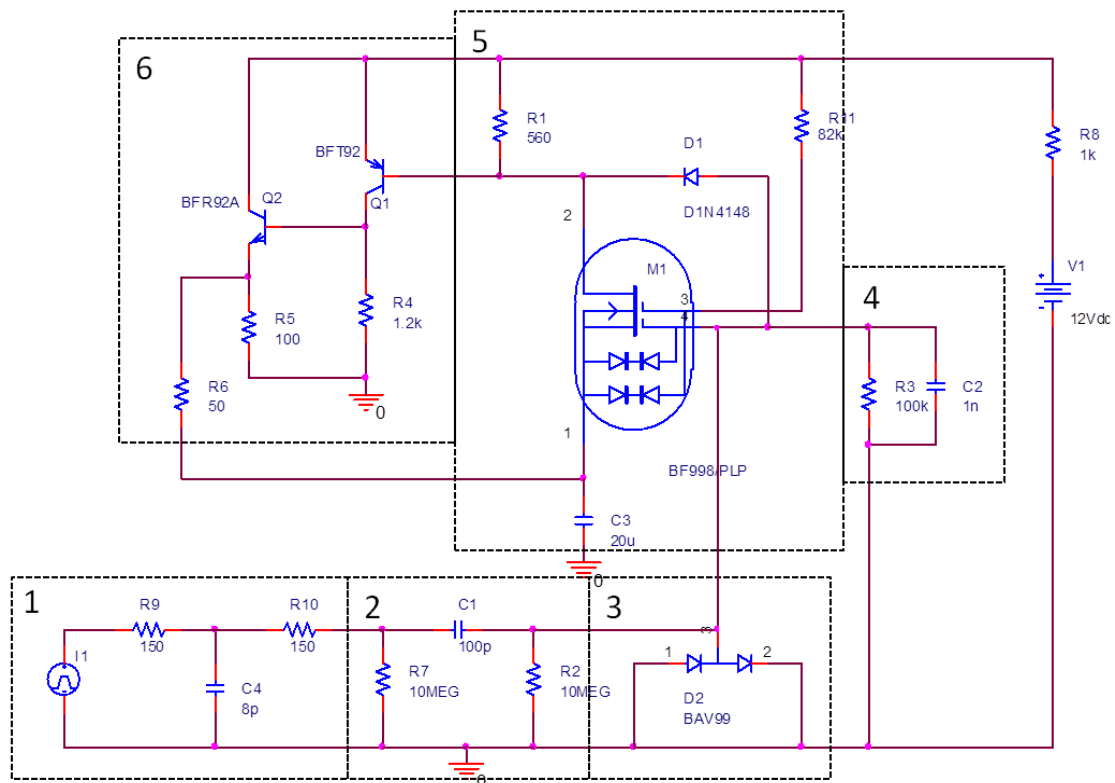 6
5
R1
560
R11
82k
R8
1k
BFT92
D1
BFR92A
Q2
Q1
D1N4148
2
M1
V1
3
4
4
12Vdc
R4
1.2k
R5
100
R3
100k
C2
1n
R6
50
0
1
BF998/PLP
C3
20u
0
1
R9
150
R10
150
2
C1
100p
3
3
I1
C4
8p
R7
10MEG
R2
10MEG
1
2
D2
BAV99
0